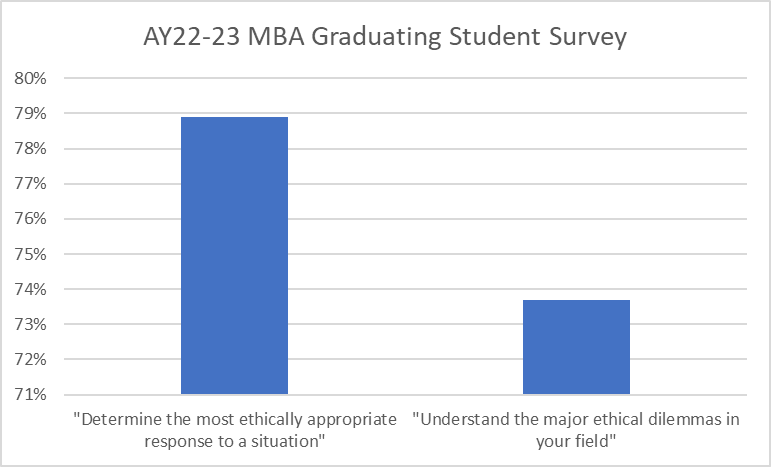 AY22-23 MBA Graduating Student Survey
80%
79%
78%
77%
76%
75%
74%
73%
72%
71%
"Determine the most ethically appropriate
response to a situation"
"Understand the major ethical dilemmas in
your field"